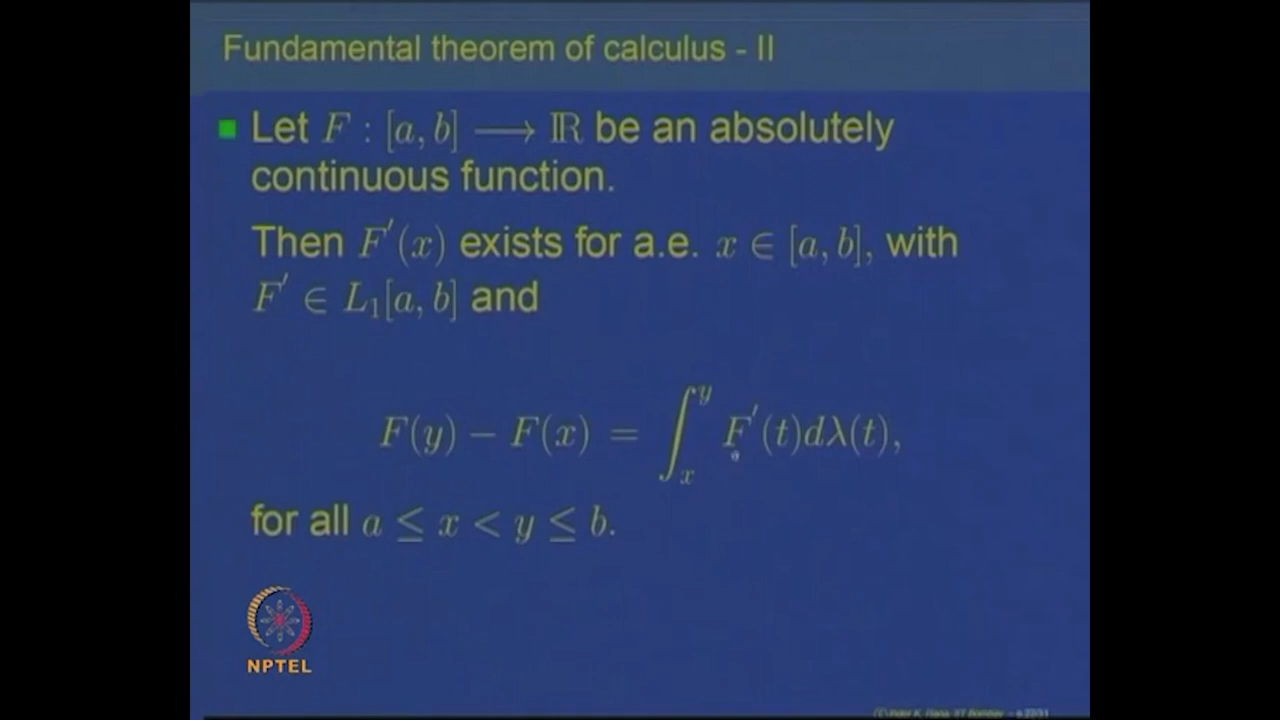 Fundamental theorem of calculus - II
Let F : [a, b] ⟶ ℝ be an absolutely
continuous function.
Then F′(x) exists for a.e. x ∈ [a, b], with
F′ ∈ L₁[a, b] and
F(y) − F(x) = ∫ₓʸ F′(t)dλ(t),
for all a ≤ x < y ≤ b.
NPTEL